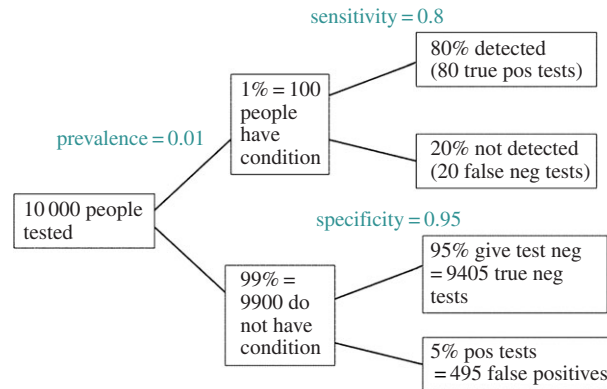 sensitivity = 0.8
80% detected
(80 true pos tests)
1% = 100
people
have
condition
prevalence = 0.01
20% not detected
(20 false neg tests)
10 000 people
tested
specificity = 0.95
95% give test neg
= 9405 true neg
tests
99% =
9900 do
not have
condition
5% pos tests
= 495 false positives